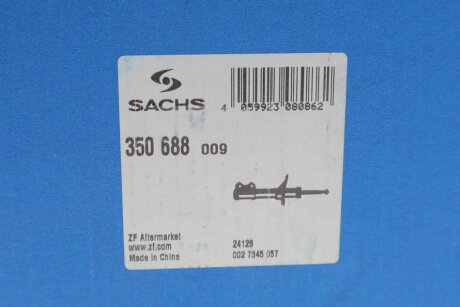 SACHS
4 059923 080862
350 688 009
ZF Aftermarket
www.zf.com
Made in China
24128
002 7345 057